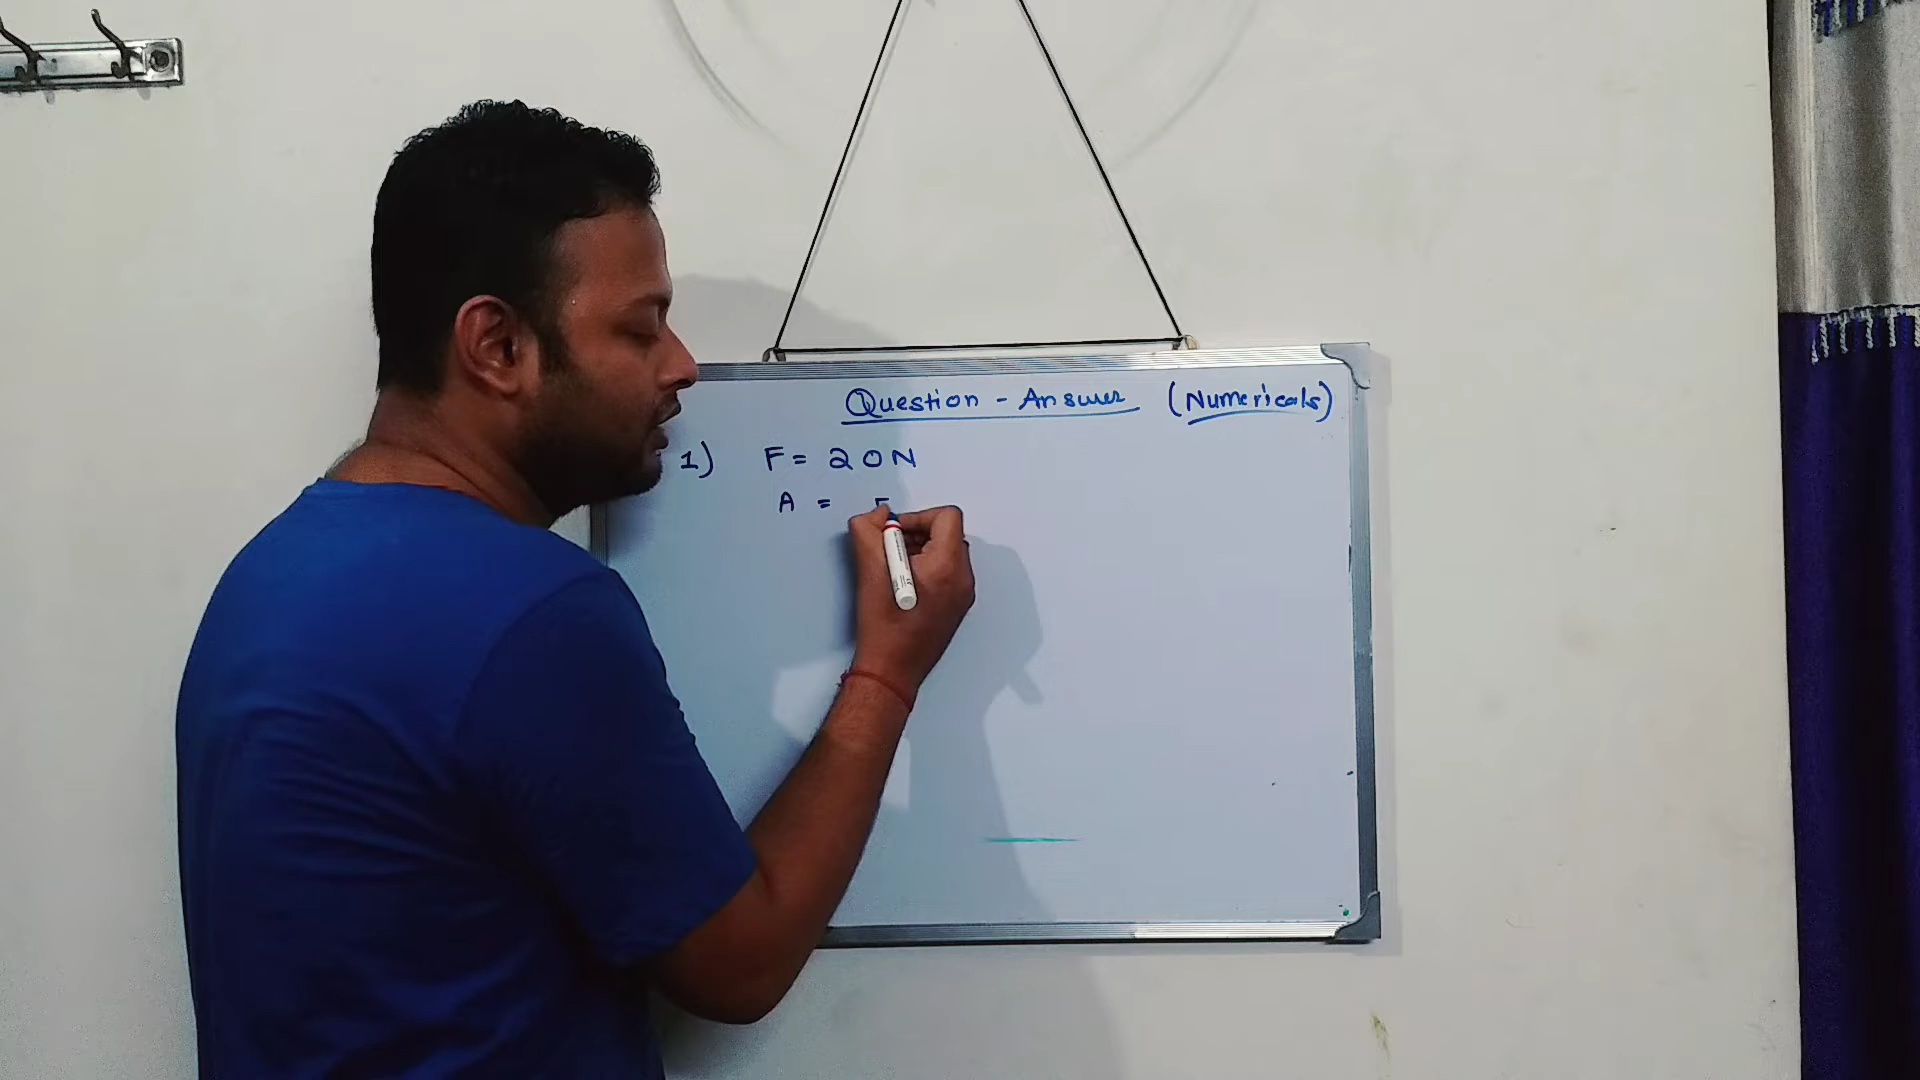 Question - Answer (Numericals)
1) F = 20N
A =